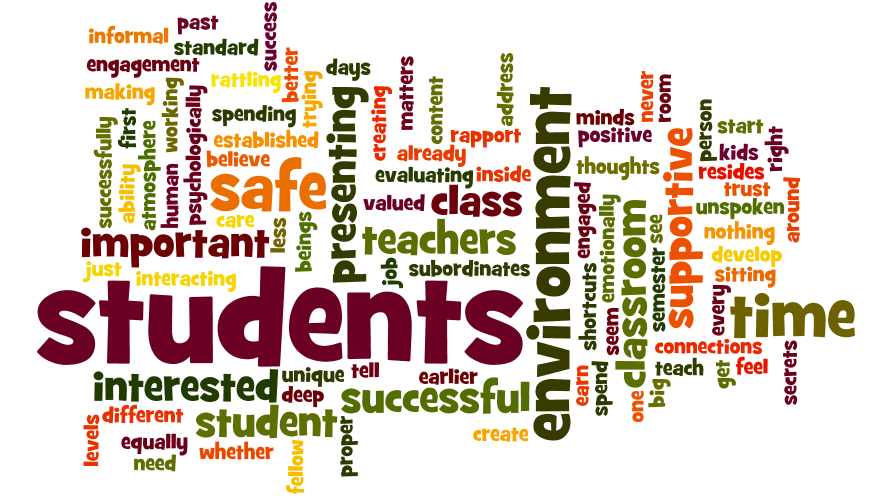 informal
past
success
standard
engagement
better
days
rattling
trying
making
working
psychologically
spending
presenting
creating
matters
content
address
environment
minds
never
room
positive
person
start
right
successfully
first
ability
atmosphere
human
established
believe
rapport
already
evaluating
inside
thoughts
supportive
kids
resides
trust
unspoken
around
safe
care
less
beings
valued
class
engaged
emotionally
classroom
see
nothing
important
teachers
develop
just
interacting
job
subordinates
shortcuts
seem
semester
sitting
students
every
time
connections
interested
unique
tell
earlier
deep
successful
earn
spend
one
big
teach
get
feel
secrets
levels
different
student
proper
create
equally
whether
need
fellow